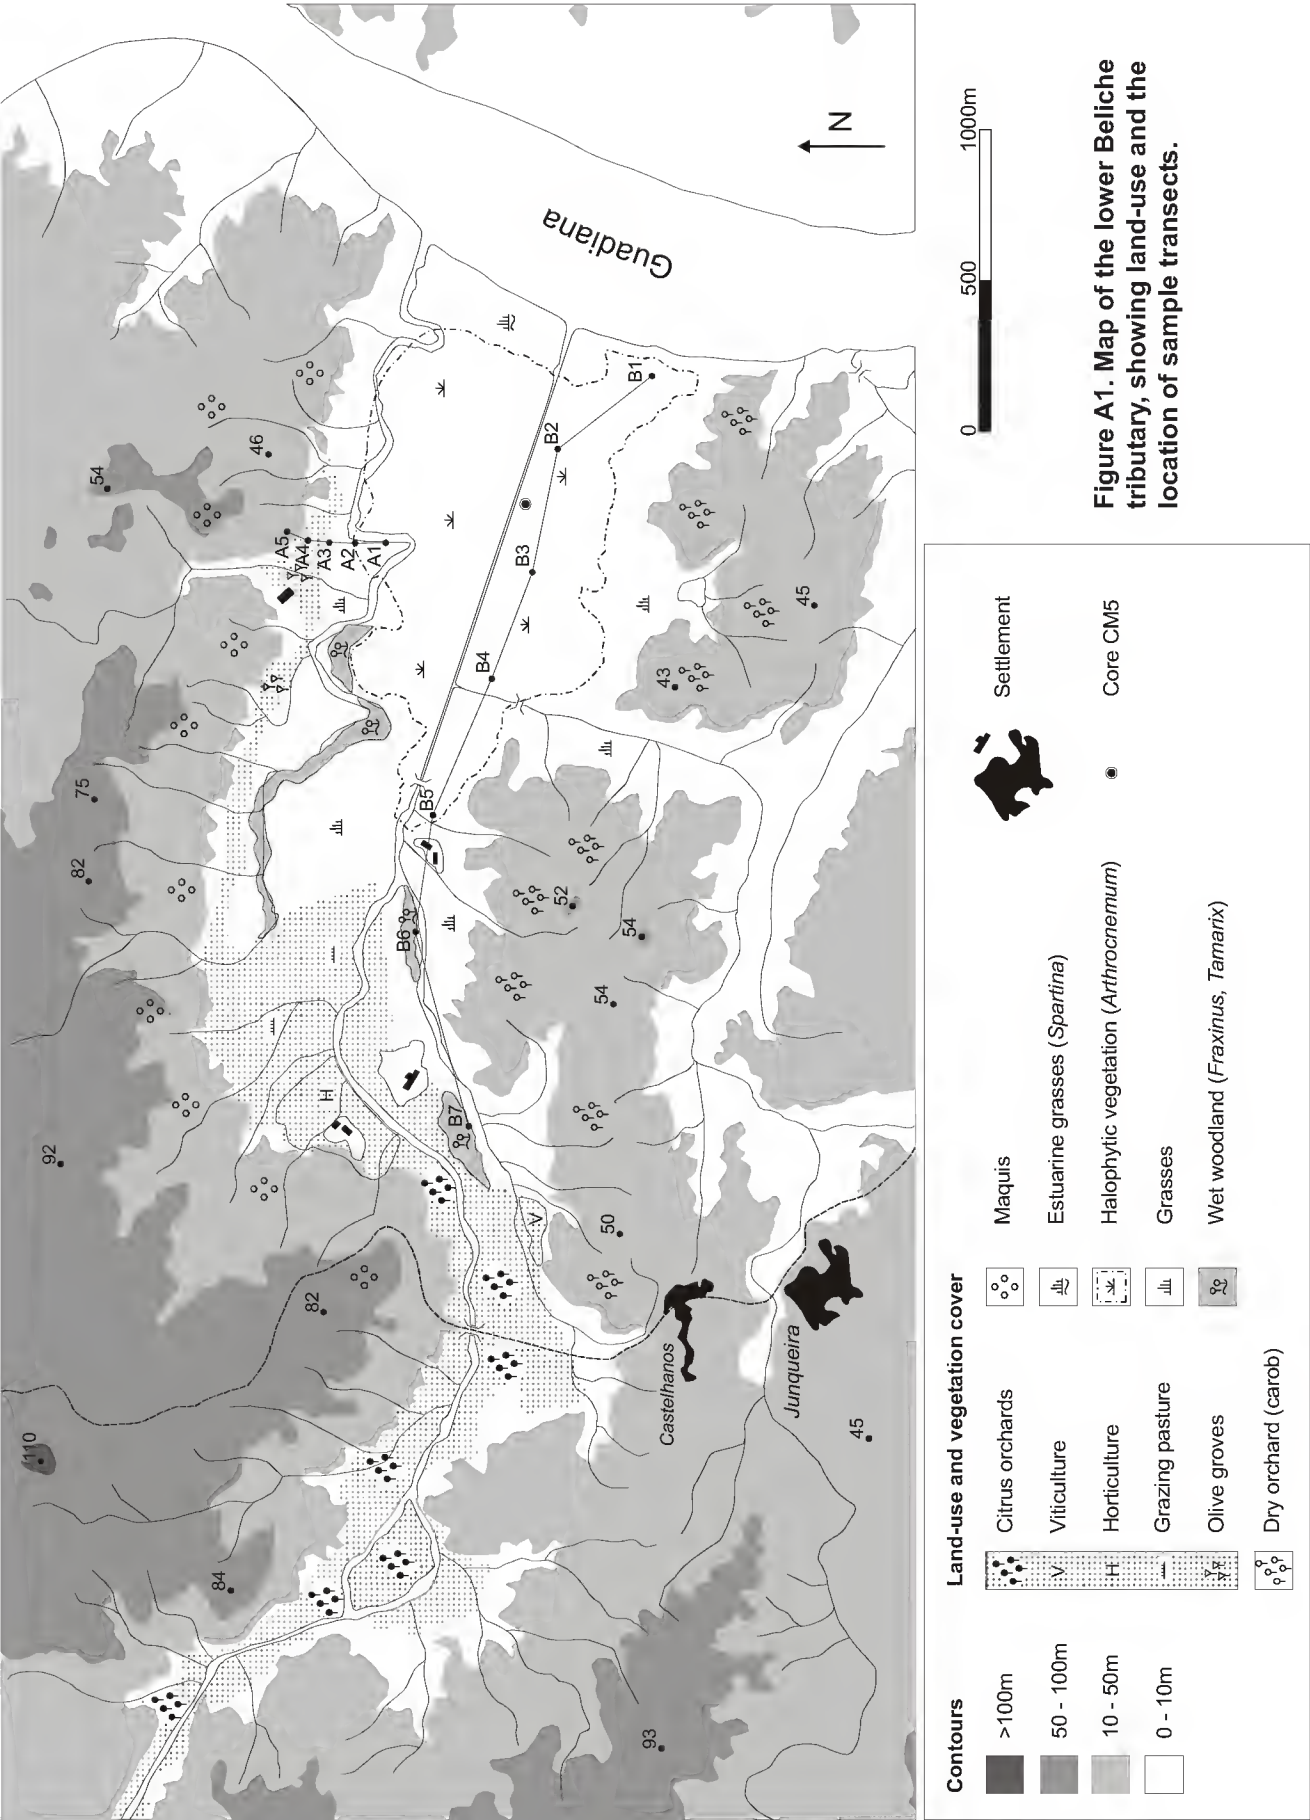 110
92
82
75
54
84
82
46
A5
A4
A3
A2
A1
H
B7
B6
B5
B4
B3
B2
B1
V
Guadiana
N
50
54
54
52
43
45
93
45
Castelhanos
Junqueira
Contours
>100m
50 - 100m
10 - 50m
0 - 10m
Land-use and vegetation cover
Citrus orchards
V
Viticulture
H
Horticulture
Grazing pasture
Olive groves
Dry orchard (carob)
Maquis
Estuarine grasses (Spartina)
Halophytic vegetation (Arthrocnemum)
Grasses
Wet woodland (Fraxinus, Tamarix)
Settlement
Core CM5
0
500
1000m
Figure A1. Map of the lower Beliche
tributary, showing land-use and the
location of sample transects.